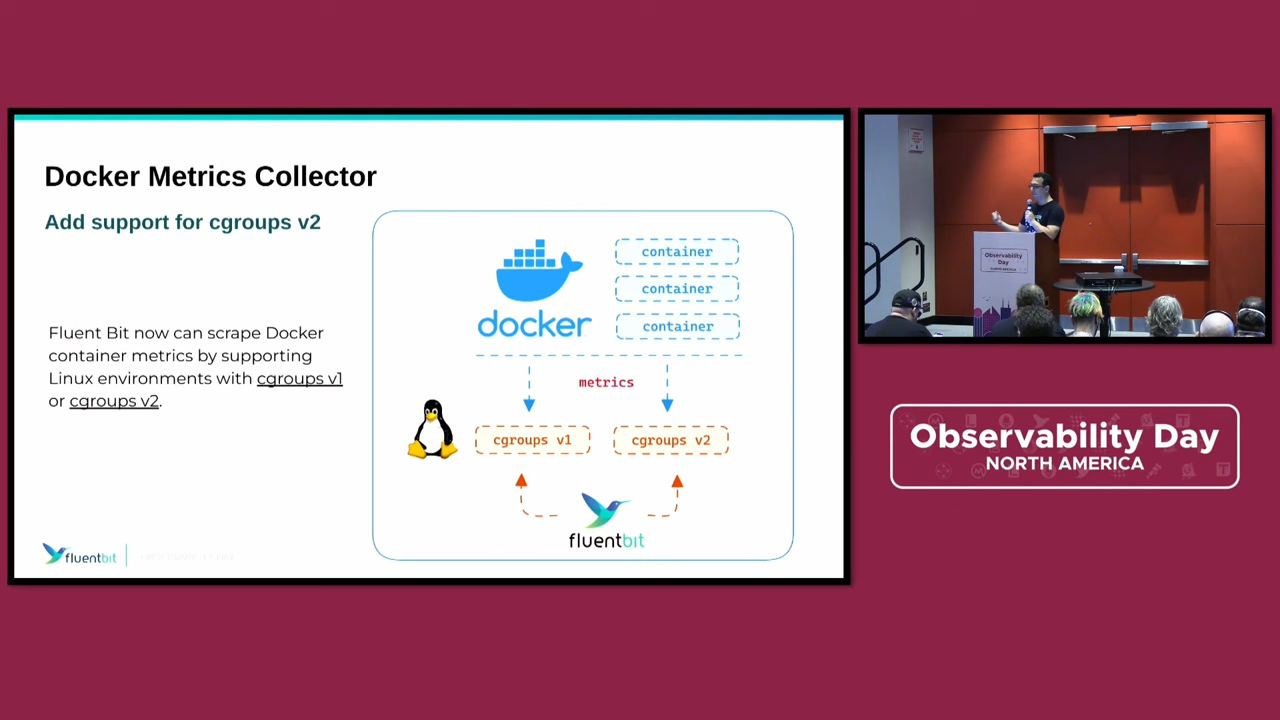 Docker Metrics Collector
Add support for cgroups v2
Fluent Bit now can scrape Docker
container metrics by supporting
Linux environments with cgroups v1
or cgroups v2.
docker
container
container
container
metrics
cgroups v1
cgroups v2
fluentbit
fluentbit
Observability
Day
Observability Day
NORTH AMERICA